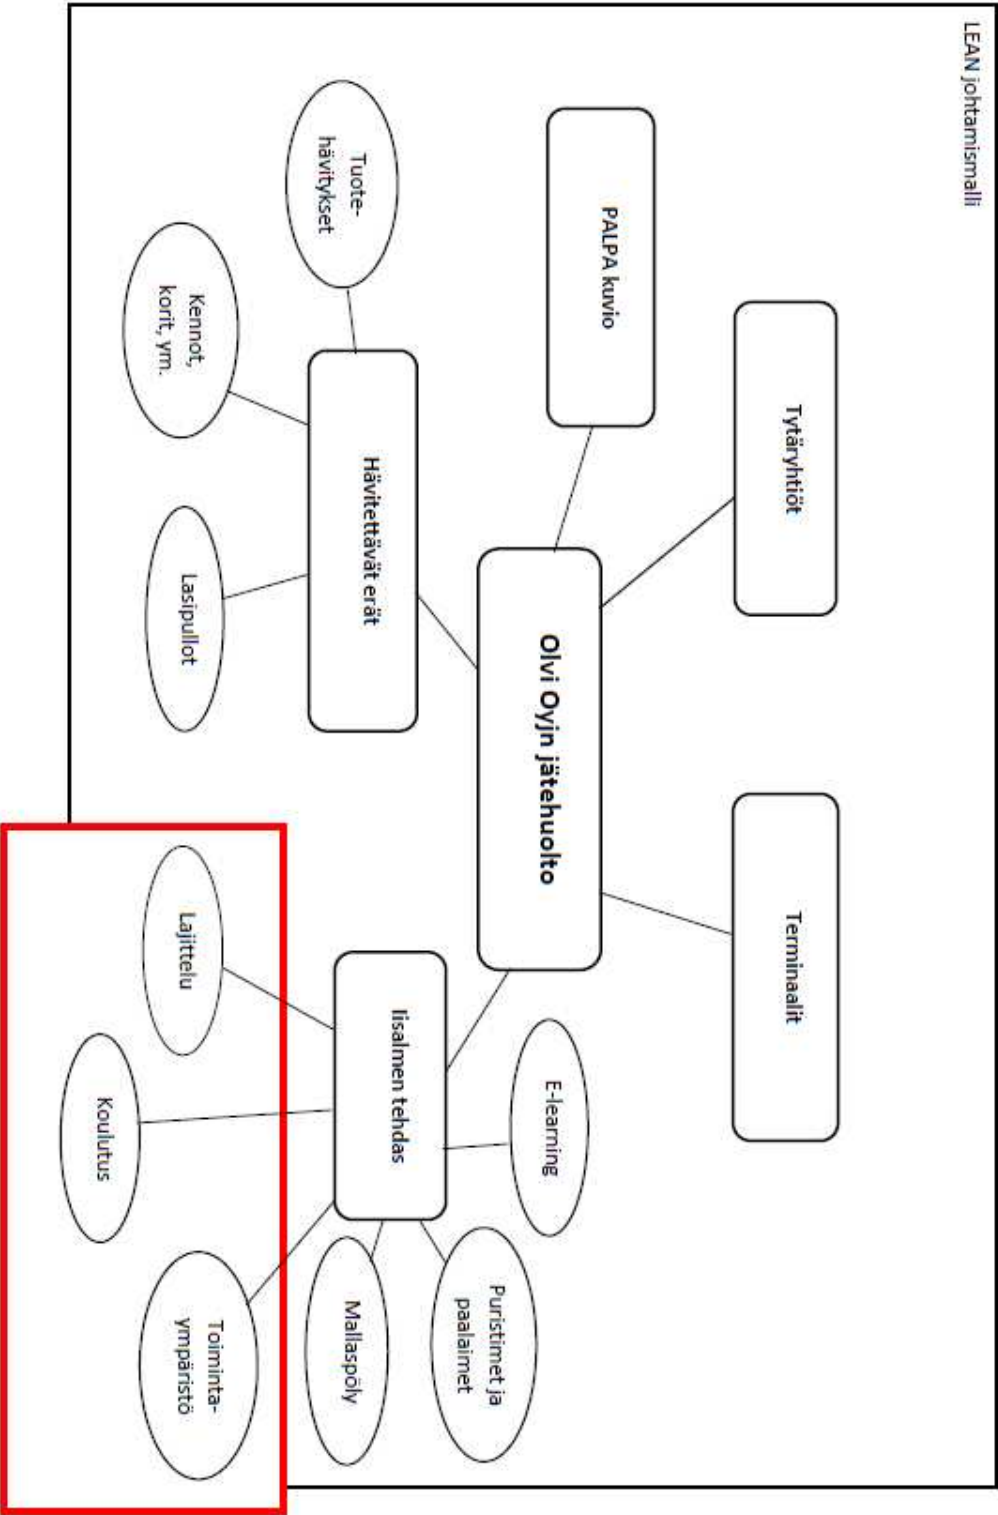 LEAN johtamismalli
Tytäryhtiöt
Terminaalit
PALPA kuvio
Olvi Oyjn jätehuolto
E-learning
Puristimet ja
paalaimet
Tuote-
hävitykset
Hävitettävät erät
Iisalmen tehdas
Mallaspöly
Kennot,
korit, ym.
Lasipullot
Lajittelu
Koulutus
Toiminta-
ympäristö